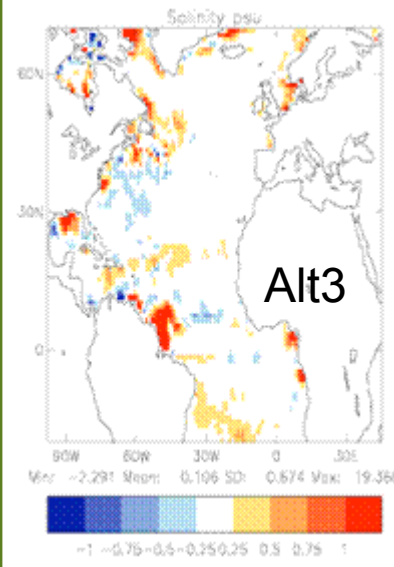 Salinity psu
60N
30N
Alt3
0
90W 60W 30W 0 30E
Min: -2.291 Mean: 0.106 SD: 0.674 Max: 19.36
-1 -0.75 -0.5 -0.25 0.25 0.5 0.75 1